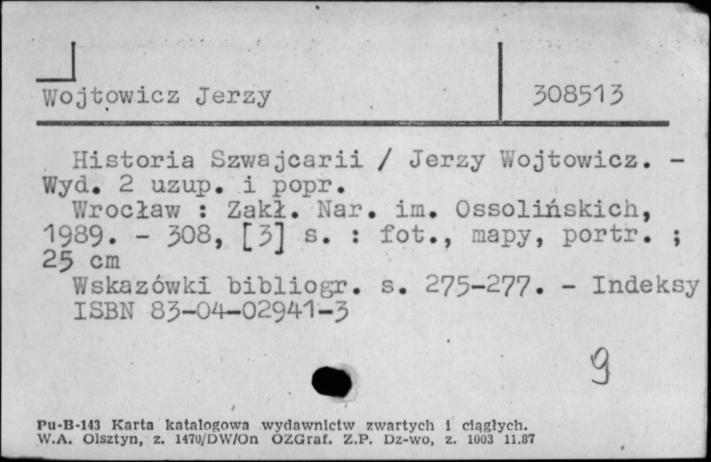 Wojtowicz Jerzy 308513
Historia Szwajcarii / Jerzy Wojtowicz. -
Wyd. 2 uzup. i popr.
Wrocław : Zakł. Nar. im. Ossolińskich,
1989. - 308, [3] s. : fot., mapy, portr. ;
25 cm
Wskazówki bibliogr. s. 275-277. - Indeksy
ISBN 83-04-02941-3
9
Pu-B-143 Karta katalogowa wydawnictw zwartych i ciągłych.
W.A. Olsztyn, z. 1470/DW/On OZGraf. Z.P. Dz-wo, z. 1003 11.87